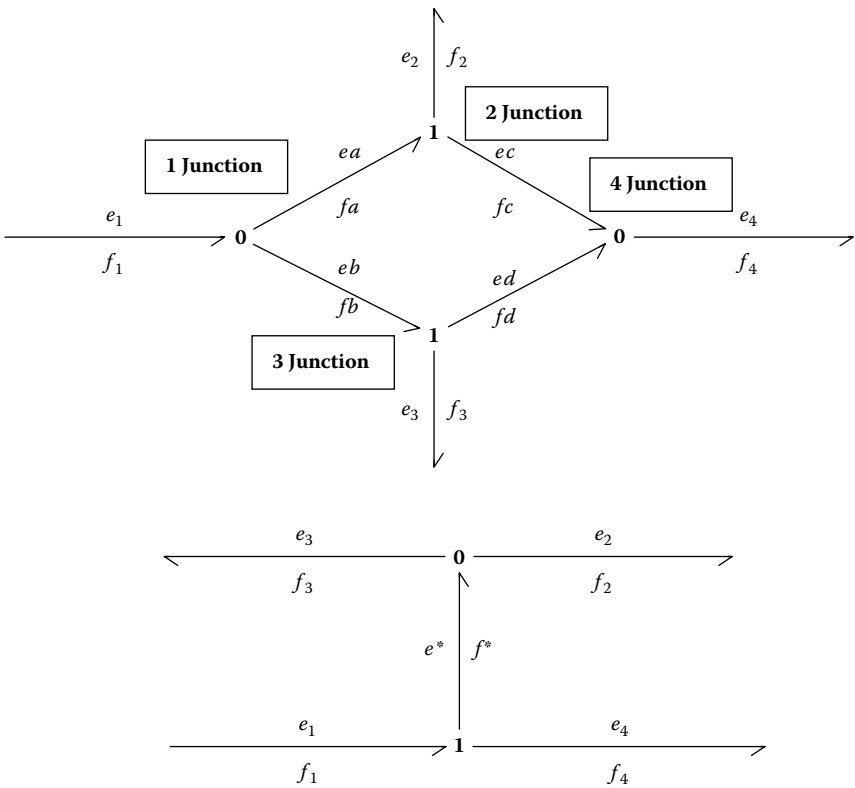 e₂ f₂
2 Junction
1
1 Junction
ea
ec
4 Junction
fa
fc
e₁
e₄
0
0
f₁
f₄
eb
ed
fb
fd
1
3 Junction
e₃ f₃
e₃
e₂
0
f₃
f₂
e* f*
e₁
e₄
1
f₁
f₄